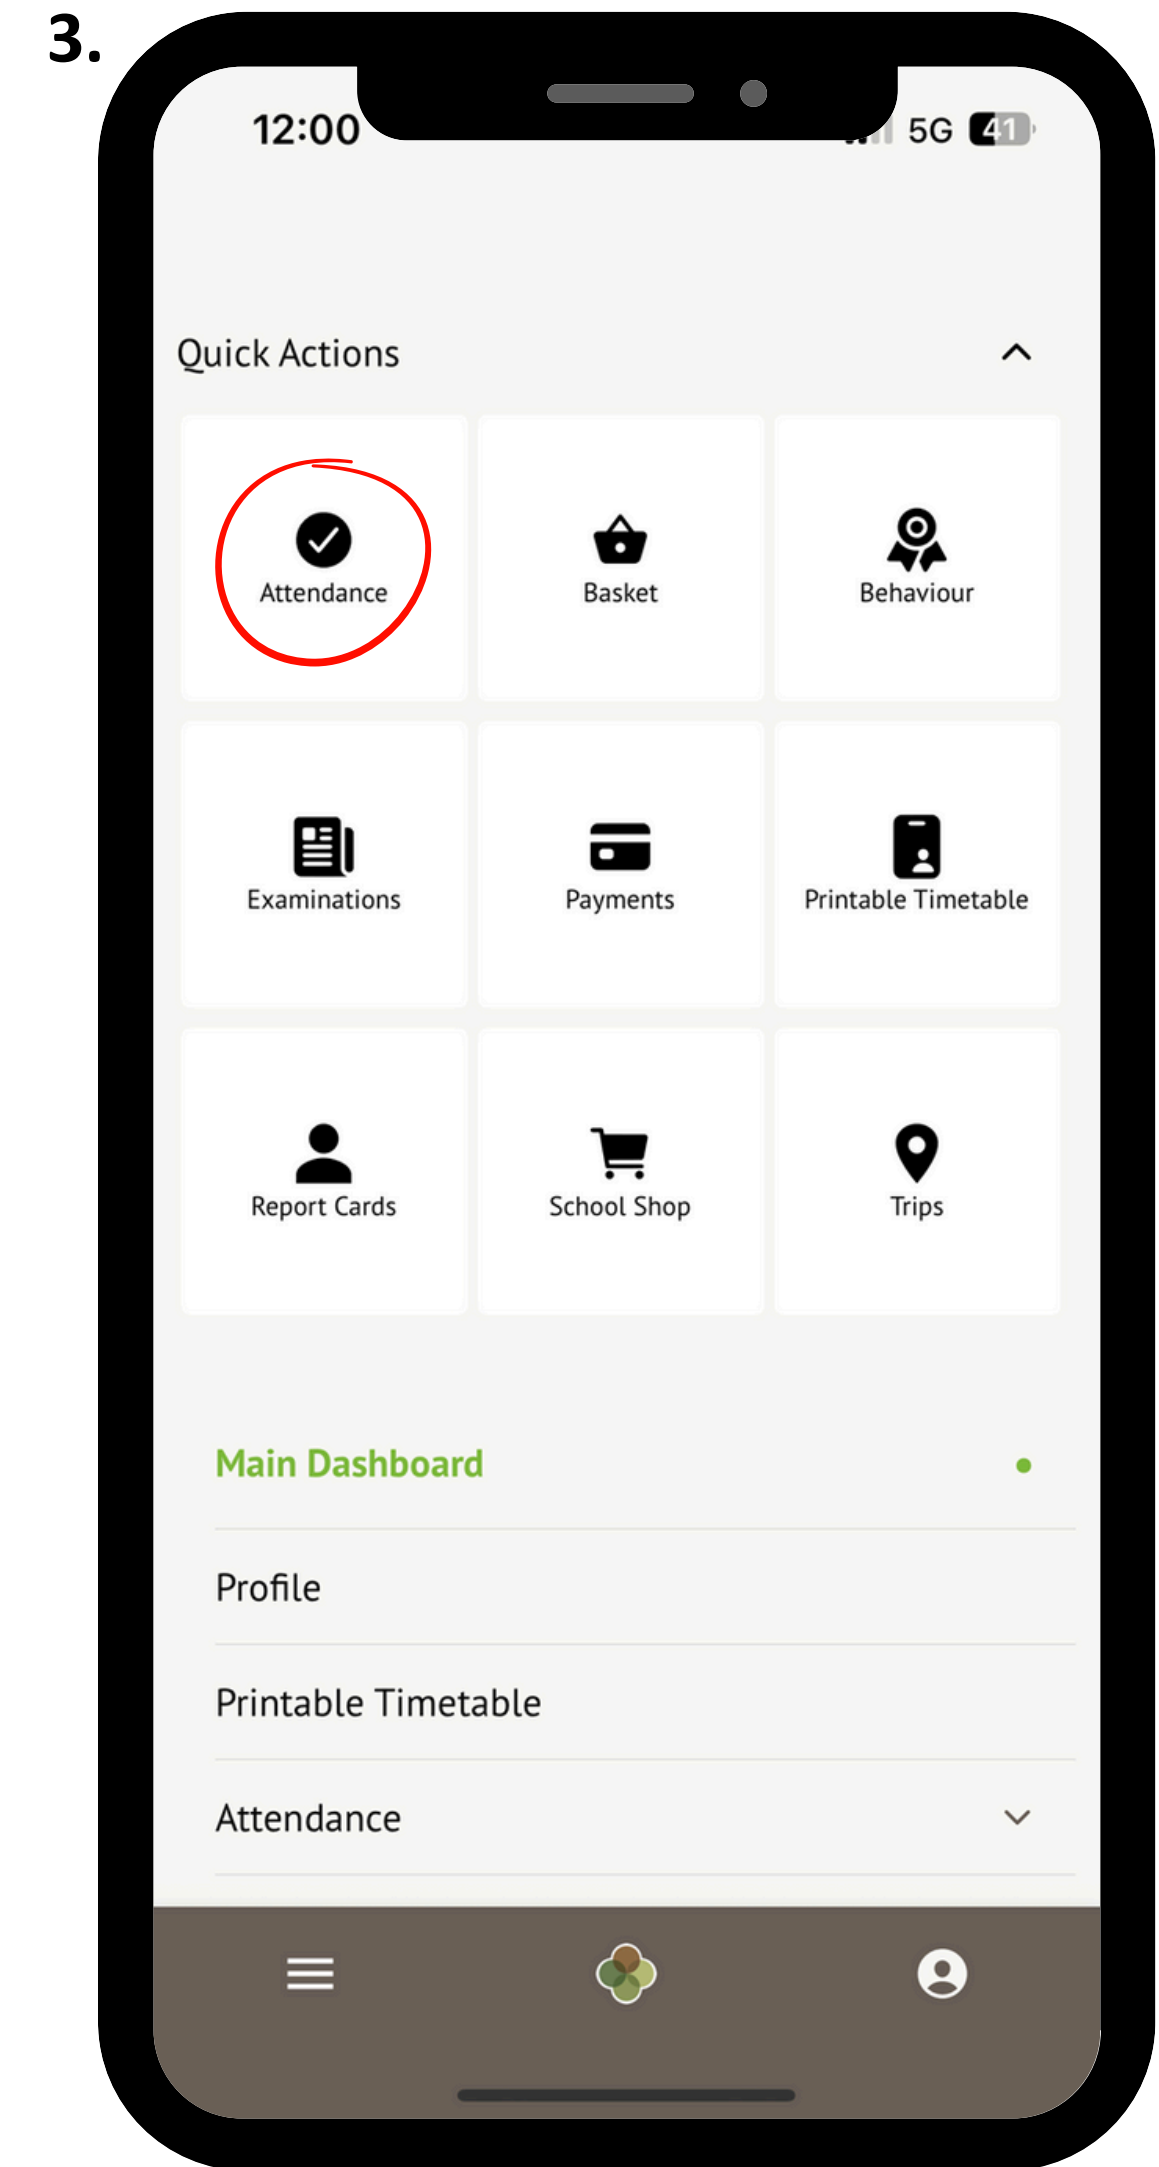 3.
12:00 5G 41
Quick Actions
Attendance Basket Behaviour
Examinations Payments Printable Timetable
Report Cards School Shop Trips
Main Dashboard
Profile
Printable Timetable
Attendance